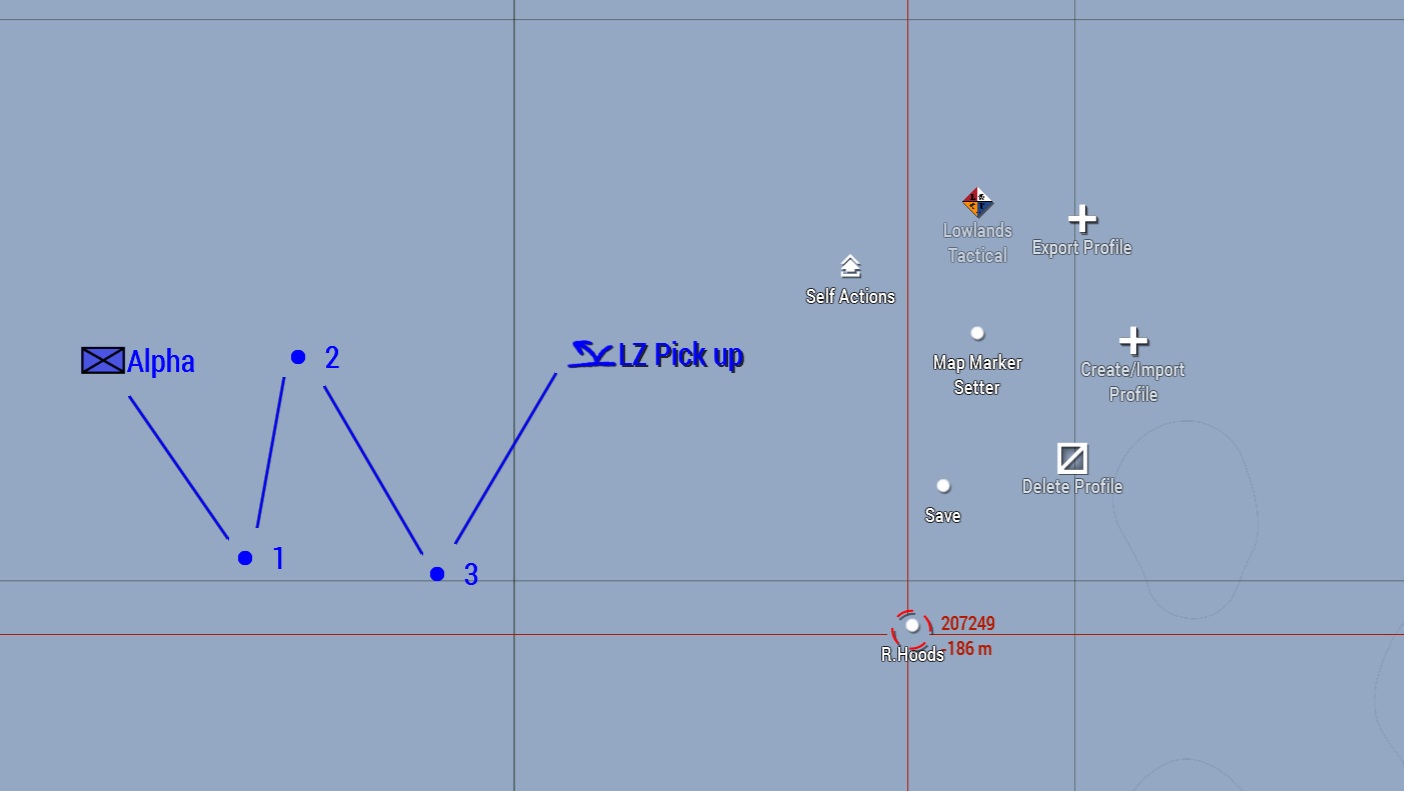 Lowlands
Tactical
Export Profile
Self Actions
Alpha
2
LZ Pick up
Map Marker
Setter
Create/Import
Profile
Delete Profile
Save
1
3
207249
-186 m
R.Hoods